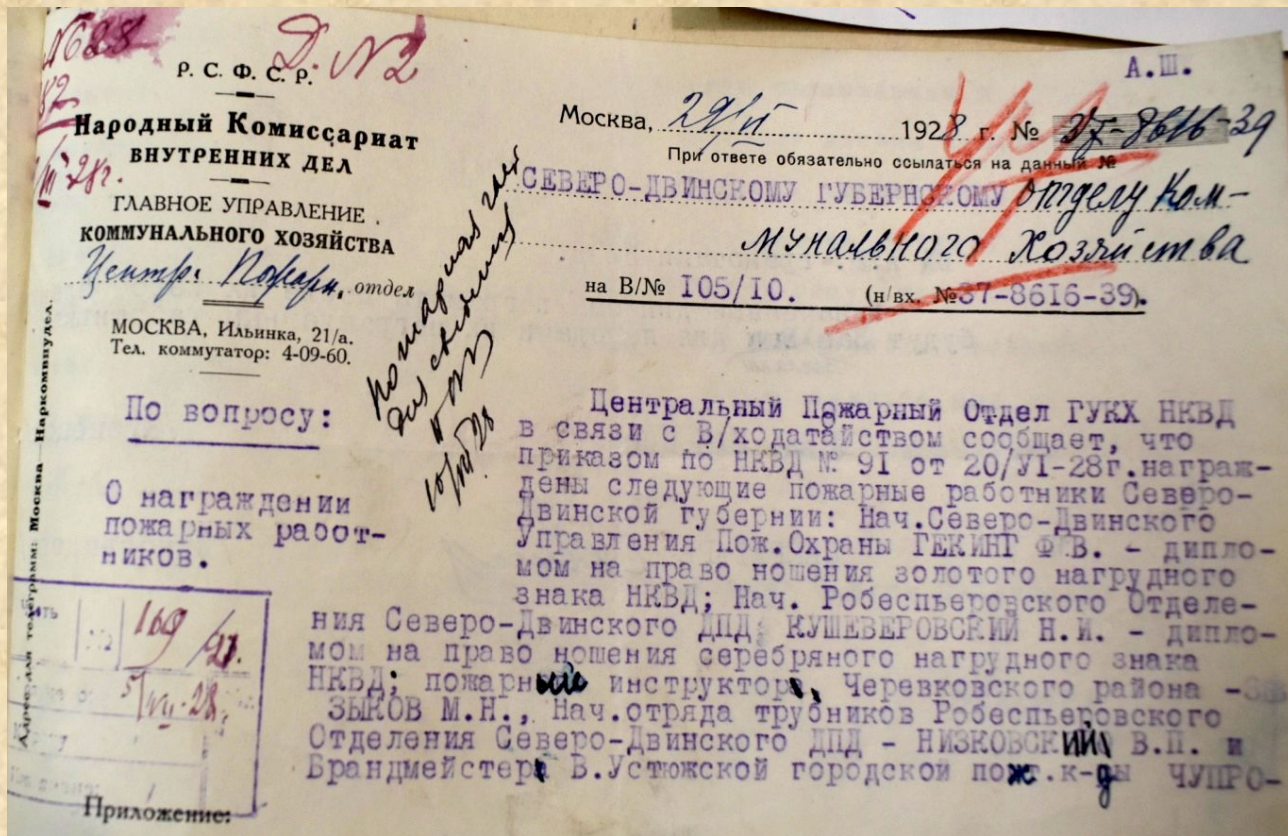 №628
Д. №2
Р. С. Ф. С. Р.
Народный Комиссариат
ВНУТРЕННИХ ДЕЛ
ГЛАВНОЕ УПРАВЛЕНИЕ
КОММУНАЛЬНОГО ХОЗЯЙСТВА
Центр. Пожарн. отдел
МОСКВА, Ильинка, 21/а.
Тел. коммутатор: 4-09-60.
Адрес для телеграмм: Москва Наркомвнудел.
А.Ш.
Москва, 29/VI 1928 г. № 37-8616-39
При ответе обязательно ссылаться на данный №
СЕВЕРО-ДВИНСКОМУ ГУБЕРНСКОМУ отделу Ком-
мунального Хозяйства
на В/№ 105/10. (н/вх. №37-8616-39).
По вопросу:
О награждении
пожарных работ-
ников.
Центральный Пожарный Отдел ГУКХ НКВД
в связи с В/ходатайством сообщает, что
приказом по НКВД № 91 от 20/УI-28г.награж-
дены следующие пожарные работники Северо-
Двинской губернии: Нач.Северо-Двинского
Управления Пож.Охраны ГЕКИНГ Ф.В. - дипло-
мом на право ношения золотого нагрудного
знака НКВД; Нач. Робеспьеровского Отделе-
ния Северо-Двинского ДПД КУШЕВЕРОВСКИЙ Н.И. - дипло-
мом на право ношения серебряного нагрудного знака
НКВД; пожарный инструктор, Черевковского района -
ЗЫКОВ М.Н., Нач.отряда трубников Робеспьеровского
Отделения Северо-Двинского ДПД - НИЗКОВСКИЙ В.П. и
Брандмейстер В.Устюжской городской пож.к-ды ЧУПРО-
169
Приложение: